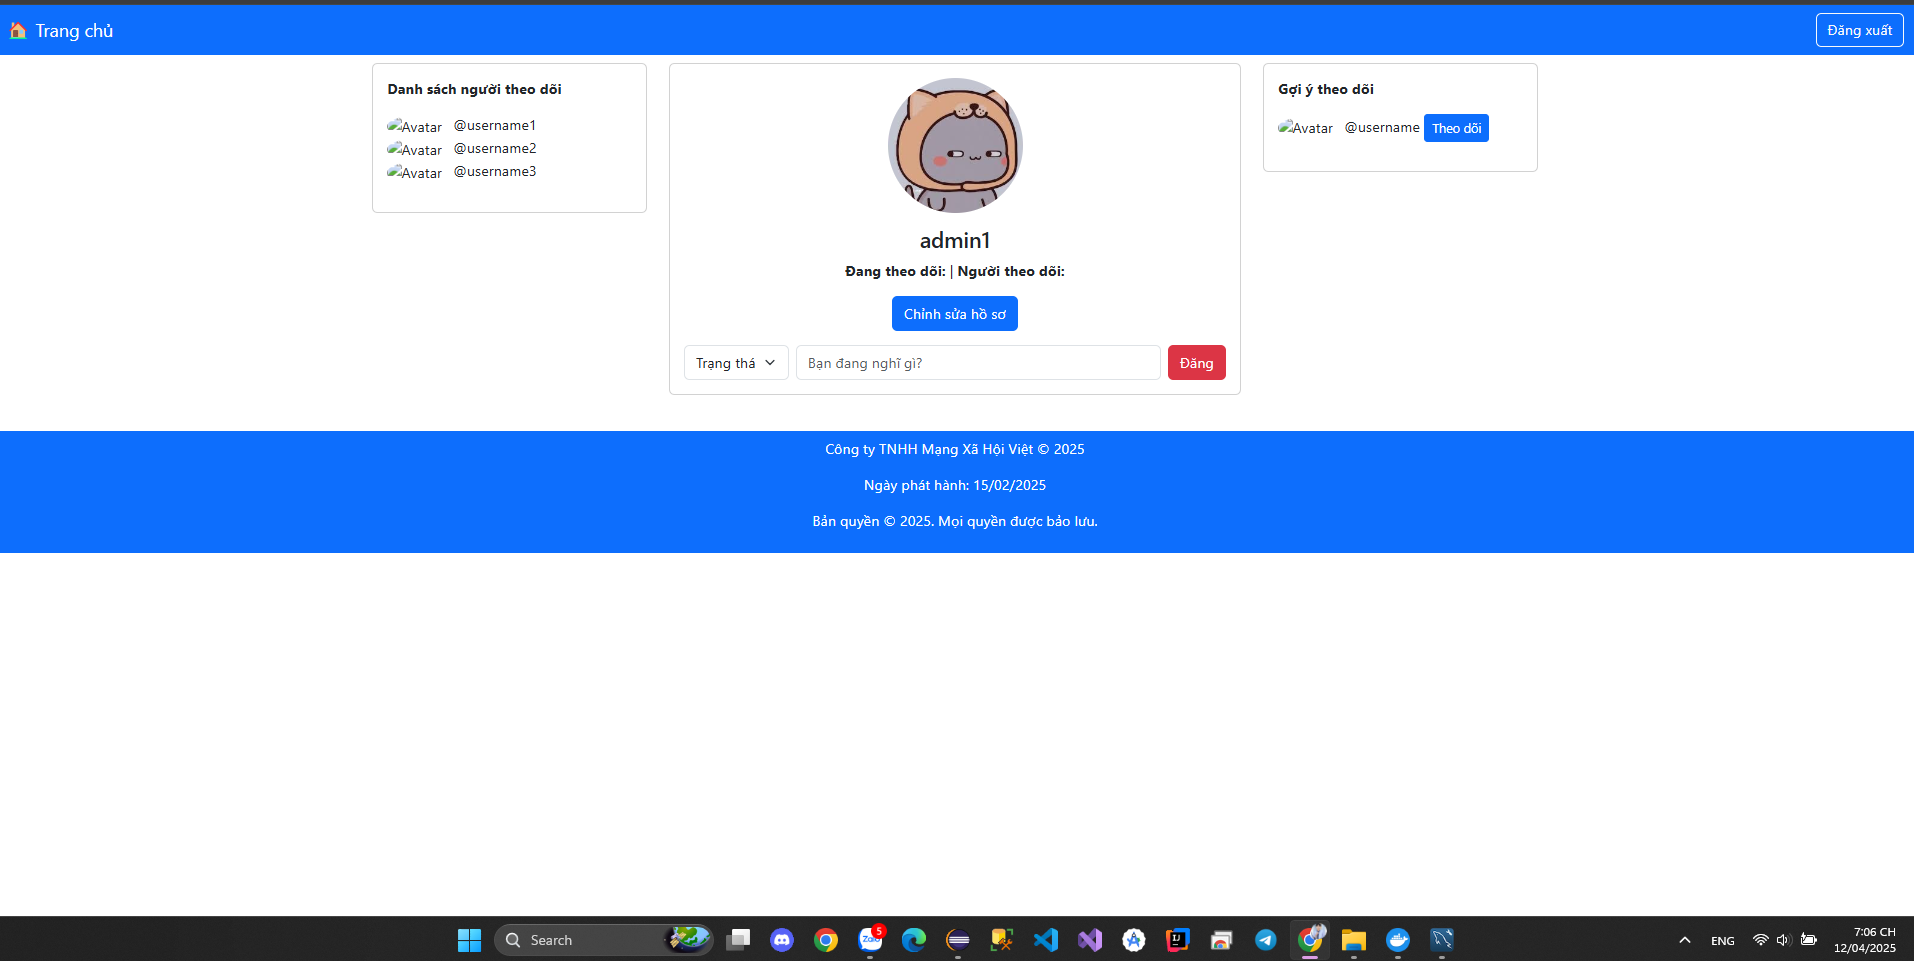 Trang chủ
Đăng xuất
Danh sách người theo dõi
Avatar @username1
Avatar @username2
Avatar @username3
admin1
Đang theo dõi: | Người theo dõi:
Chỉnh sửa hồ sơ
Trạng thá
Bạn đang nghĩ gì?
Đăng
Gợi ý theo dõi
Avatar @username Theo dõi
Công ty TNHH Mạng Xã Hội Việt © 2025
Ngày phát hành: 15/02/2025
Bản quyền © 2025. Mọi quyền được bảo lưu.
Search
Zalo
5
IJ
ENG
7:06 CH
12/04/2025